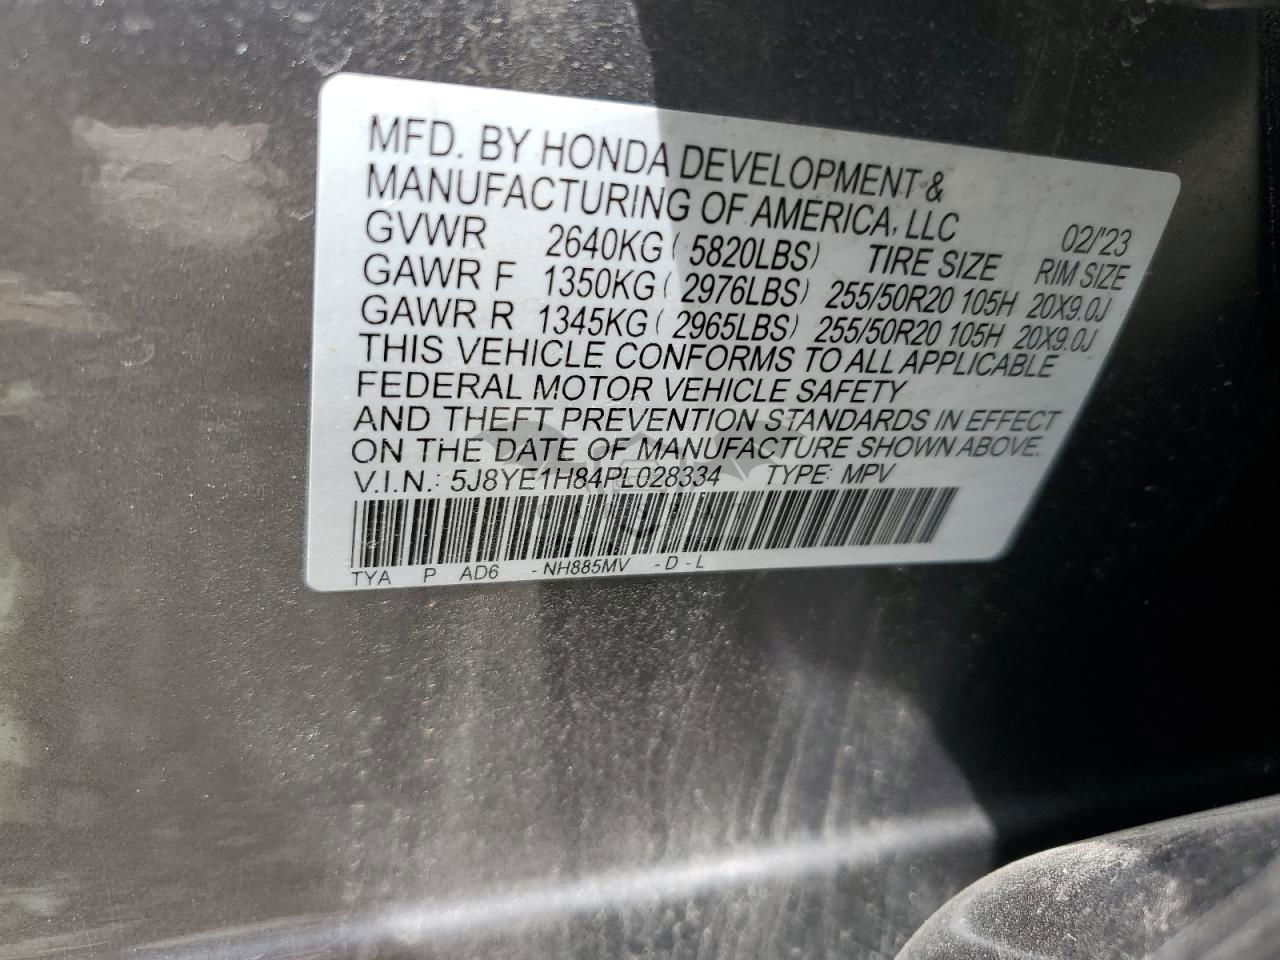 MFD. BY HONDA DEVELOPMENT &
MANUFACTURING OF AMERICA, LLC 02/'23
GVWR 2640KG ( 5820LBS) TIRE SIZE RIM SIZE
GAWR F 1350KG ( 2976LBS) 255/50R20 105H 20X9.0J
GAWR R 1345KG ( 2965LBS) 255/50R20 105H 20X9.0J
THIS VEHICLE CONFORMS TO ALL APPLICABLE
FEDERAL MOTOR VEHICLE SAFETY
AND THEFT PREVENTION STANDARDS IN EFFECT
ON THE DATE OF MANUFACTURE SHOWN ABOVE.
V.I.N.: 5J8YE1H84PL028334 TYPE: MPV
TYA P AD6 - NH885MV - D - L